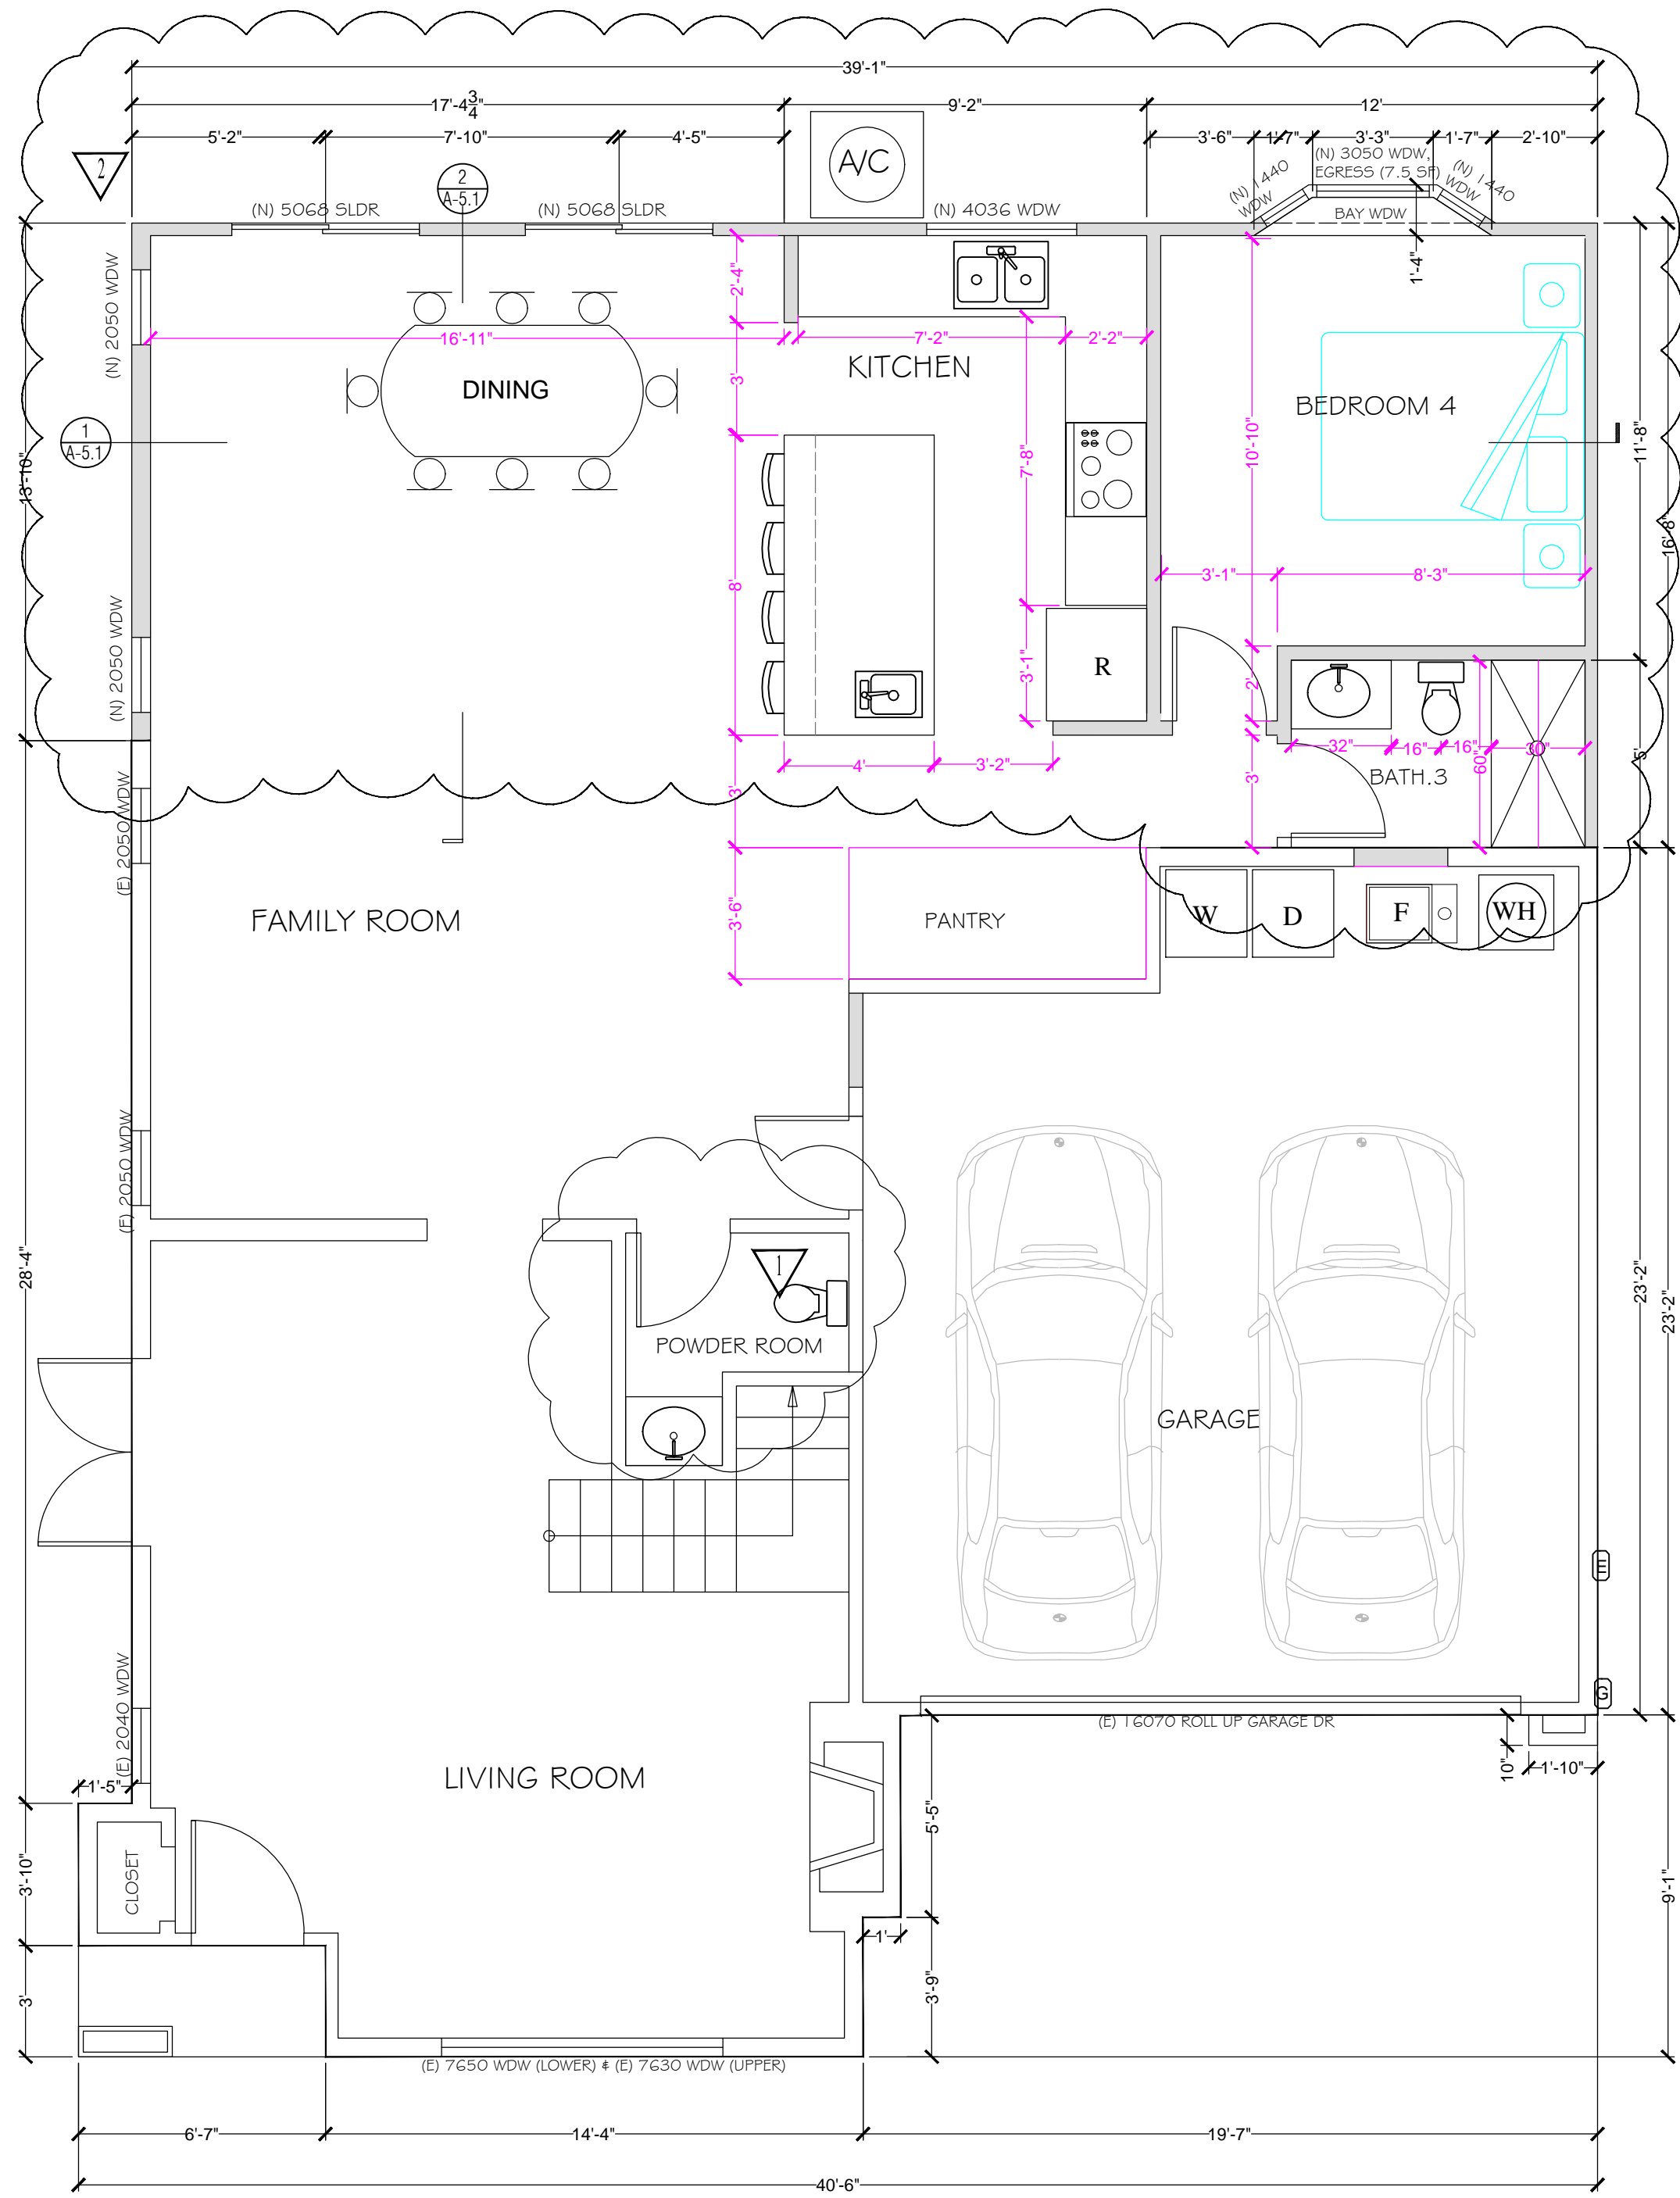 39'-1"
17'-4 3/4"
9'-2"
12'
5'-2"
7'-10"
4'-5"
3'-6"
1'-7"
3'-3"
1'-7"
2'-10"
2
A/C
2
A-5.1
(N) 3050 WDW,
EGRESS (7.5 SF)
(N) 1440
WDW
(N) 1440
WDW
BAY WDW
(N) 5068 SLDR
(N) 5068 SLDR
(N) 4036 WDW
1'-4"
(N) 2050 WDW
2'-4"
16'-11"
7'-2"
2'-2"
KITCHEN
3'
DINING
BEDROOM 4
1
A-5.1
13'-10"
10'-10"
7'-8"
11'-8"
16'-8"
8'
3'-1"
8'-3"
(N) 2050 WDW
3'-1"
R
2'
32"
16"
16"
30"
60"
5'
4'
3'-2"
3'
3'
BATH.3
(E) 2050 WDW
FAMILY ROOM
3'-6"
PANTRY
W
D
F
WH
(E) 2050 WDW
28'-4"
1
POWDER ROOM
23'-2"
23'-2"
GARAGE
E
G
(E) 2040 WDW
(E) 16070 ROLL UP GARAGE DR
LIVING ROOM
1'-5"
10"
1'-10"
5'-5"
CLOSET
3'-10"
9'-1"
1'
3'-9"
3'
(E) 7650 WDW (LOWER) & (E) 7630 WDW (UPPER)
6'-7"
14'-4"
19'-7"
40'-6"